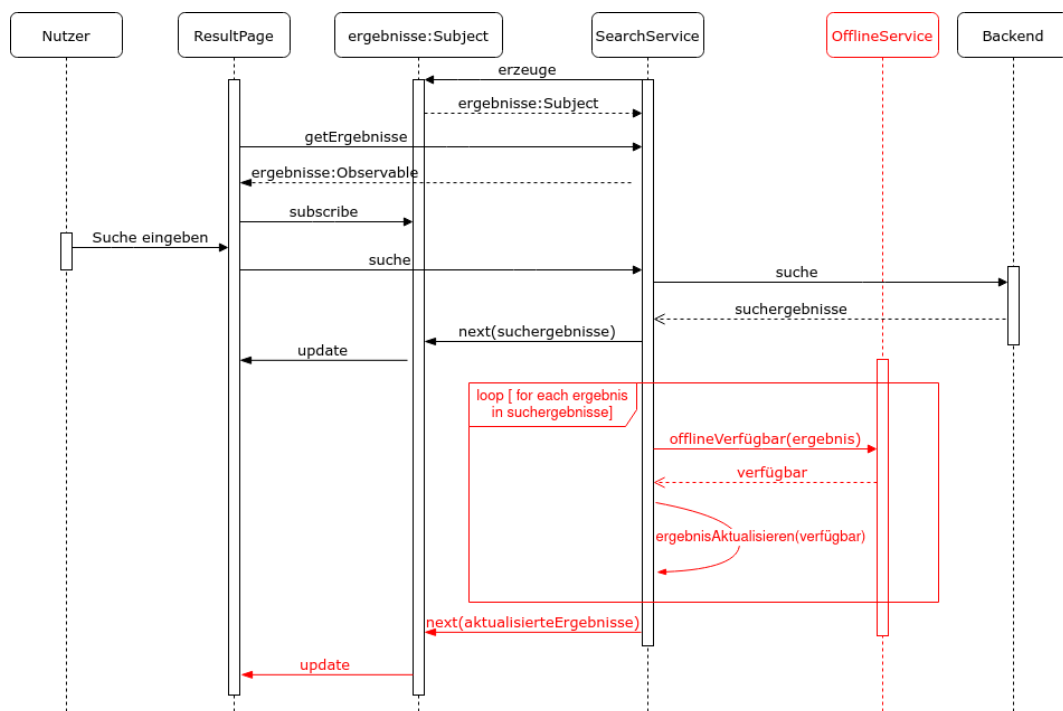 Nutzer
ResultPage
ergebnisse:Subject
SearchService
OfflineService
Backend
erzeuge
ergebnisse:Subject
getErgebnisse
ergebnisse:Observable
subscribe
Suche eingeben
suche
suche
suchergebnisse
next(suchergebnisse)
update
loop [ for each ergebnis
in suchergebnisse]
offlineVerfügbar(ergebnis)
verfügbar
ergebnisAktualisieren(verfügbar)
next(aktualisierteErgebnisse)
update